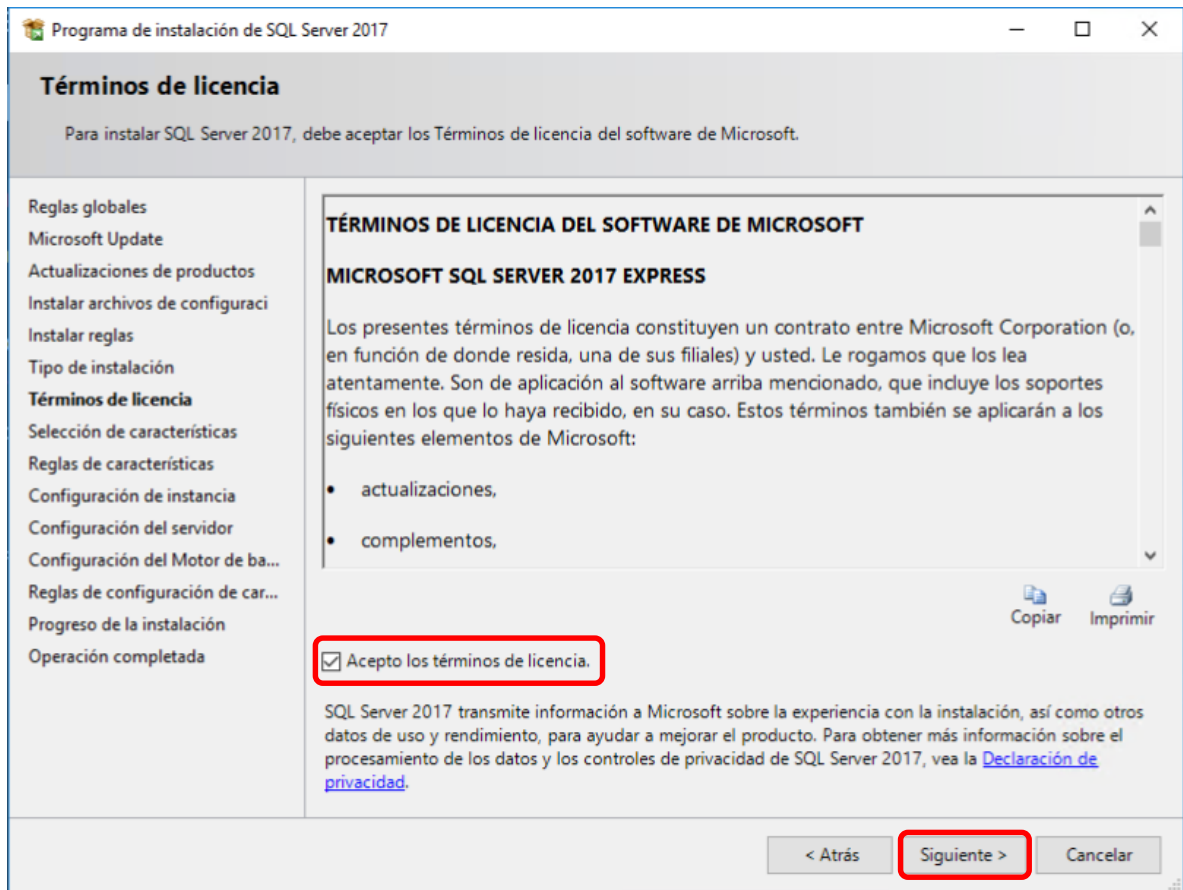 Programa de instalación de SQL Server 2017
Términos de licencia
Para instalar SQL Server 2017, debe aceptar los Términos de licencia del software de Microsoft.
Reglas globales
Microsoft Update
Actualizaciones de productos
Instalar archivos de configuraci
Instalar reglas
Tipo de instalación
Términos de licencia
Selección de características
Reglas de características
Configuración de instancia
Configuración del servidor
Configuración del Motor de ba...
Reglas de configuración de car...
Progreso de la instalación
Operación completada
TÉRMINOS DE LICENCIA DEL SOFTWARE DE MICROSOFT
MICROSOFT SQL SERVER 2017 EXPRESS
Los presentes términos de licencia constituyen un contrato entre Microsoft Corporation (o,
en función de donde resida, una de sus filiales) y usted. Le rogamos que los lea
atentamente. Son de aplicación al software arriba mencionado, que incluye los soportes
físicos en los que lo haya recibido, en su caso. Estos términos también se aplicarán a los
siguientes elementos de Microsoft:
• actualizaciones,
• complementos,
Copiar Imprimir
Acepto los términos de licencia.
SQL Server 2017 transmite información a Microsoft sobre la experiencia con la instalación, así como otros
datos de uso y rendimiento, para ayudar a mejorar el producto. Para obtener más información sobre el
procesamiento de los datos y los controles de privacidad de SQL Server 2017, vea la Declaración de
privacidad.
< Atrás Siguiente > Cancelar